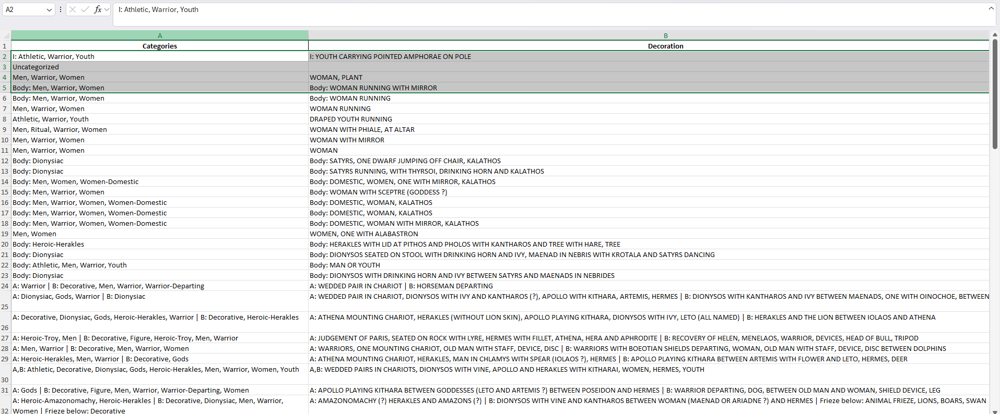 A2 fx I: Athletic, Warrior, Youth
A B
1 Categories Decoration
2 I: Athletic, Warrior, Youth I: YOUTH CARRYING POINTED AMPHORAE ON POLE
3 Uncategorized
4 Men, Warrior, Women WOMAN, PLANT
5 Body: Men, Warrior, Women Body: WOMAN RUNNING WITH MIRROR
6 Body: Men, Warrior, Women Body: WOMAN RUNNING
7 Men, Warrior, Women WOMAN RUNNING
8 Athletic, Warrior, Youth DRAPED YOUTH RUNNING
9 Men, Ritual, Warrior, Women WOMAN WITH PHIALE, AT ALTAR
10 Men, Warrior, Women WOMAN WITH MIRROR
11 Men, Warrior, Women WOMAN
12 Body: Dionysiac Body: SATYRS, ONE DWARF JUMPING OFF CHAIR, KALATHOS
13 Body: Dionysiac Body: SATYRS RUNNING, WITH THYRSOI, DRINKING HORN AND KALATHOS
14 Body: Men, Women, Women-Domestic Body: DOMESTIC, WOMEN, ONE WITH MIRROR, KALATHOS
15 Body: Men, Warrior, Women Body: WOMAN WITH SCEPTRE (GODDESS ?)
16 Body: Men, Warrior, Women, Women-Domestic Body: DOMESTIC, WOMAN, KALATHOS
17 Body: Men, Warrior, Women, Women-Domestic Body: DOMESTIC, WOMAN, KALATHOS
18 Body: Men, Warrior, Women, Women-Domestic Body: DOMESTIC, WOMAN WITH MIRROR, KALATHOS
19 Men, Women WOMEN, ONE WITH ALABASTRON
20 Body: Heroic-Herakles Body: HERAKLES WITH LID AT PITHOS AND PHOLOS WITH KANTHAROS AND TREE WITH HARE, TREE
21 Body: Dionysiac Body: DIONYSOS SEATED ON STOOL WITH DRINKING HORN AND IVY, MAENAD IN NEBRIS WITH KROTALA AND SATYRS DANCING
22 Body: Athletic, Men, Warrior, Youth Body: MAN OR YOUTH
23 Body: Dionysiac Body: DIONYSOS WITH DRINKING HORN AND IVY BETWEEN SATYRS AND MAENADS IN NEBRIDES
24 A: Warrior | B: Decorative, Men, Warrior, Warrior-Departing A: WEDDED PAIR IN CHARIOT | B: HORSEMAN DEPARTING
A: Dionysiac, Gods, Warrior | B: Dionysiac A: WEDDED PAIR IN CHARIOT, DIONYSOS WITH IVY AND KANTHAROS (?), APOLLO WITH KITHARA, ARTEMIS, HERMES | B: DIONYSOS WITH KANTHAROS AND IVY BETWEEN MAENADS, ONE WITH OINOCHOE, BETWEEN
25
A: Decorative, Dionysiac, Gods, Heroic-Herakles, Warrior | B: Decorative, Heroic-Herakles A: ATHENA MOUNTING CHARIOT, HERAKLES (WITHOUT LION SKIN), APOLLO PLAYING KITHARA, DIONYSOS WITH IVY, LETO (ALL NAMED) | B: HERAKLES AND THE LION BETWEEN IOLAOS AND ATHENA
26
27 A: Heroic-Troy, Men | B: Decorative, Figure, Heroic-Troy, Men, Warrior A: JUDGEMENT OF PARIS, SEATED ON ROCK WITH LYRE, HERMES WITH FILLET, ATHENA, HERA AND APHRODITE | B: RECOVERY OF HELEN, MENELAOS, WARRIOR, DEVICES, HEAD OF BULL, TRIPOD
28 A: Men, Warrior | B: Decorative, Men, Warrior, Women A: WARRIORS, ONE MOUNTING CHARIOT, OLD MAN WITH STAFF, DEVICE, DISC | B: WARRIORS WITH BOEOTIAN SHIELDS DEPARTING, WOMAN, OLD MAN WITH STAFF, DEVICE, DISC BETWEEN DOLPHINS
29 A: Heroic-Herakles, Men, Warrior | B: Decorative, Gods A: ATHENA MOUNTING CHARIOT, HERAKLES, MAN IN CHLAMYS WITH SPEAR (IOLAOS ?), HERMES | B: APOLLO PLAYING KITHARA BETWEEN ARTEMIS WITH FLOWER AND LETO, HERMES, DEER
A,B: Athletic, Decorative, Dionysiac, Gods, Heroic-Herakles, Men, Warrior, Women, Youth A,B: WEDDED PAIRS IN CHARIOTS, DIONYSOS WITH VINE, APOLLO AND HERAKLES WITH KITHARAI, WOMEN, HERMES, YOUTH
30
31 A: Gods | B: Decorative, Figure, Men, Warrior, Warrior-Departing, Women A: APOLLO PLAYING KITHARA BETWEEN GODDESSES (LETO AND ARTEMIS ?) BETWEEN POSEIDON AND HERMES | B: WARRIOR DEPARTING, DOG, BETWEEN OLD MAN AND WOMAN, SHIELD DEVICE, LEG
A: Heroic-Amazonomachy, Heroic-Herakles | B: Decorative, Dionysiac, Men, Warrior, A: AMAZONOMACHY (?) HERAKLES AND AMAZONS (?) | B: DIONYSOS WITH VINE AND KANTHAROS BETWEEN WOMAN (MAENAD OR ARIADNE ?) AND HERMES | Frieze below: ANIMAL FRIEZE, LIONS, BOARS, SWAN
32 Women | Frieze below: Decorative